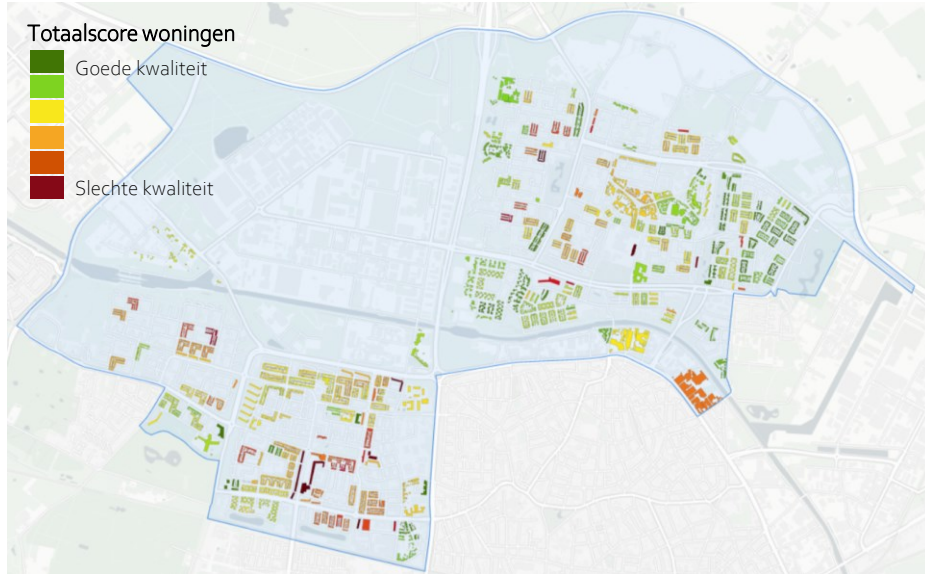 Totaalscore woningen
Goede kwaliteit
Slechte kwaliteit